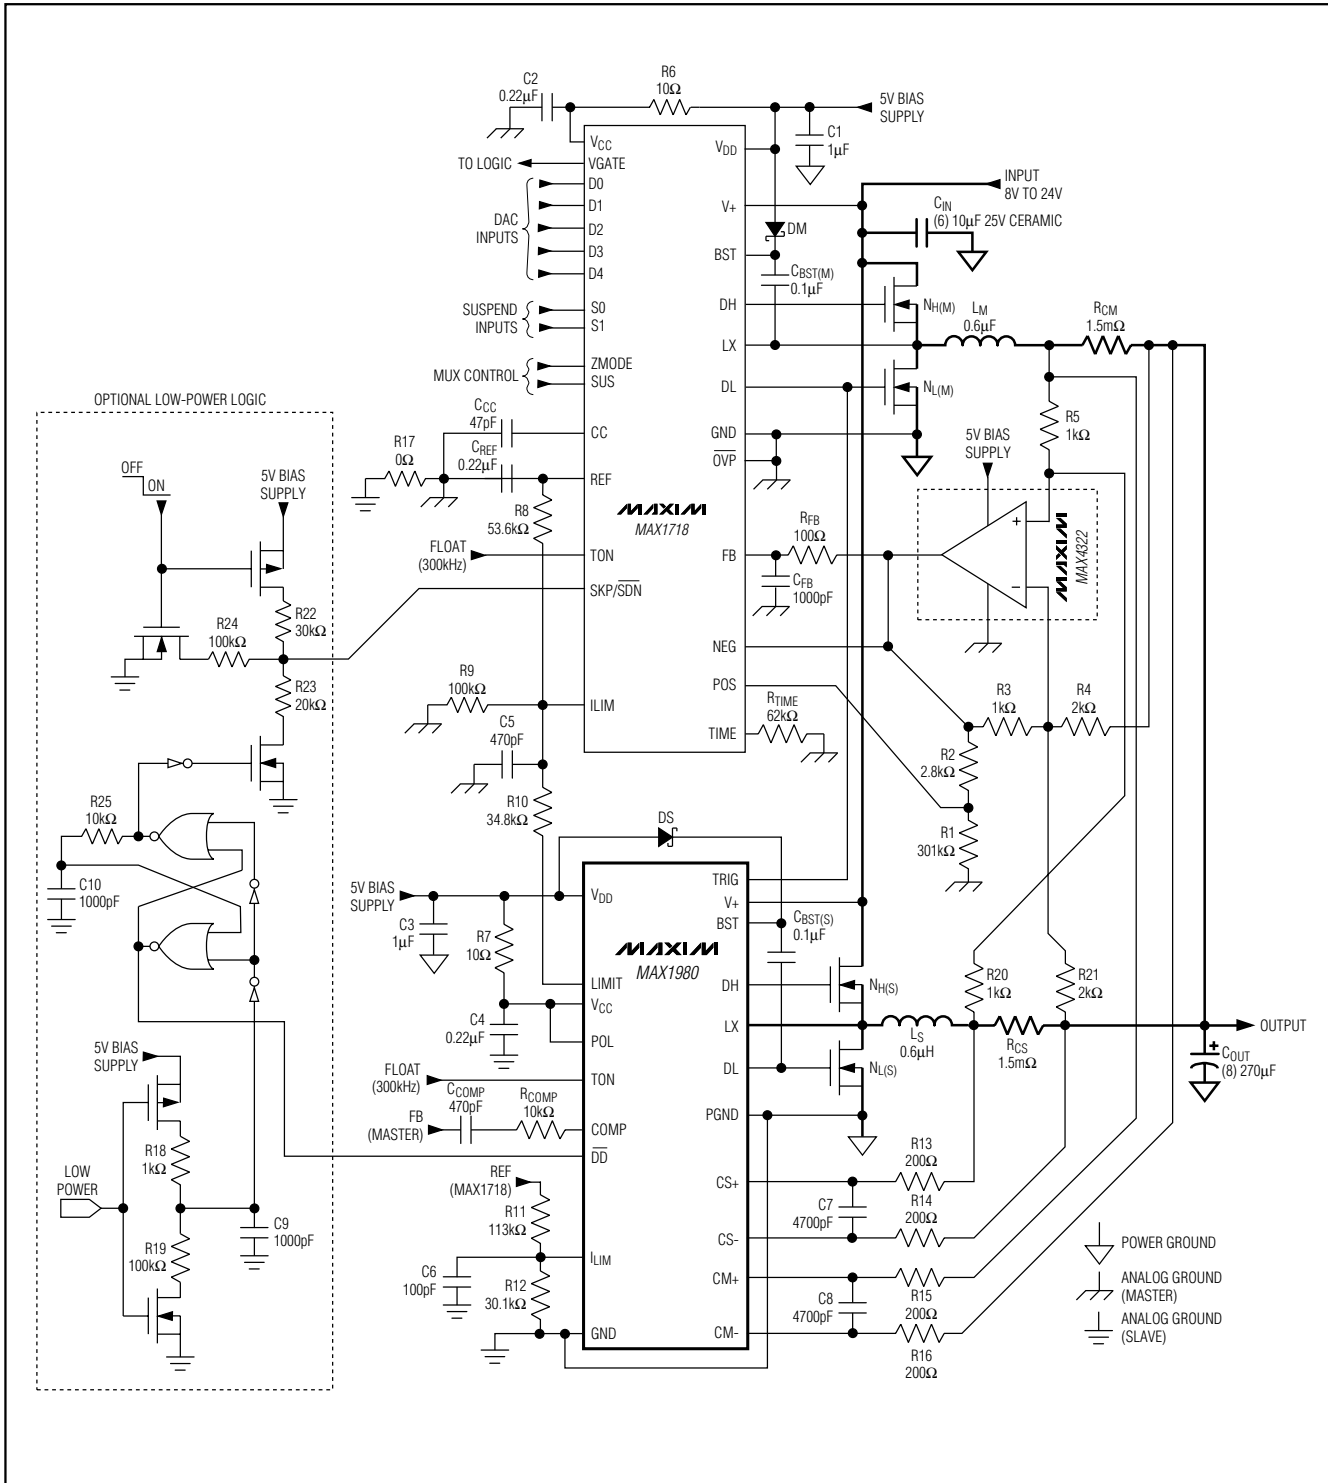 C2
0.22µF
R6
10Ω
5V BIAS
SUPPLY
C1
1µF
VCC
VDD
TO LOGIC
VGATE
D0
D1
D2
D3
D4
DAC
INPUTS
V+
INPUT
8V TO 24V
CIN
(6) 10µF 25V CERAMIC
DM
BST
CBST(M)
0.1µF
SUSPEND
INPUTS
S0
S1
DH
NH(M)
LM
0.6µF
RCM
1.5mΩ
LX
MUX CONTROL
ZMODE
SUS
DL
NL(M)
OPTIONAL LOW-POWER LOGIC
CCC
47pF
CC
GND
OVP
R5
1kΩ
5V BIAS
SUPPLY
R17
0Ω
CREF
0.22µF
REF
OFF
ON
5V BIAS
SUPPLY
R8
53.6kΩ
MAXIM
MAX1718
RFB
100Ω
FB
CFB
1000pF
+
−
MAXIM
MAX4322
FLOAT
(300kHz)
TON
SKP/SDN
R22
30kΩ
R24
100kΩ
R23
20kΩ
NEG
POS
R9
100kΩ
ILIM
RTIME
62kΩ
TIME
R3
1kΩ
R4
2kΩ
C5
470pF
R2
2.8kΩ
R10
34.8kΩ
R1
301kΩ
R25
10kΩ
C10
1000pF
DS
5V BIAS
SUPPLY
VDD
TRIG
V+
BST
CBST(S)
0.1µF
C3
1µF
R7
10Ω
MAXIM
MAX1980
LIMIT
VCC
DH
NH(S)
R20
1kΩ
R21
2kΩ
C4
0.22µF
POL
LX
LS
0.6µH
RCS
1.5mΩ
OUTPUT
COUT
(8) 270µF
+
5V BIAS
SUPPLY
FLOAT
(300kHz)
TON
DL
NL(S)
CCOMP
470pF
RCOMP
10kΩ
FB
(MASTER)
COMP
PGND
DD
R18
1kΩ
LOW
POWER
R19
100kΩ
C9
1000pF
REF
(MAX1718)
R11
113kΩ
CS+
R13
200Ω
C7
4700pF
R14
200Ω
CS-
ILIM
C6
100pF
R12
30.1kΩ
CM+
R15
200Ω
C8
4700pF
GND
CM-
R16
200Ω
POWER GROUND
ANALOG GROUND
(MASTER)
ANALOG GROUND
(SLAVE)